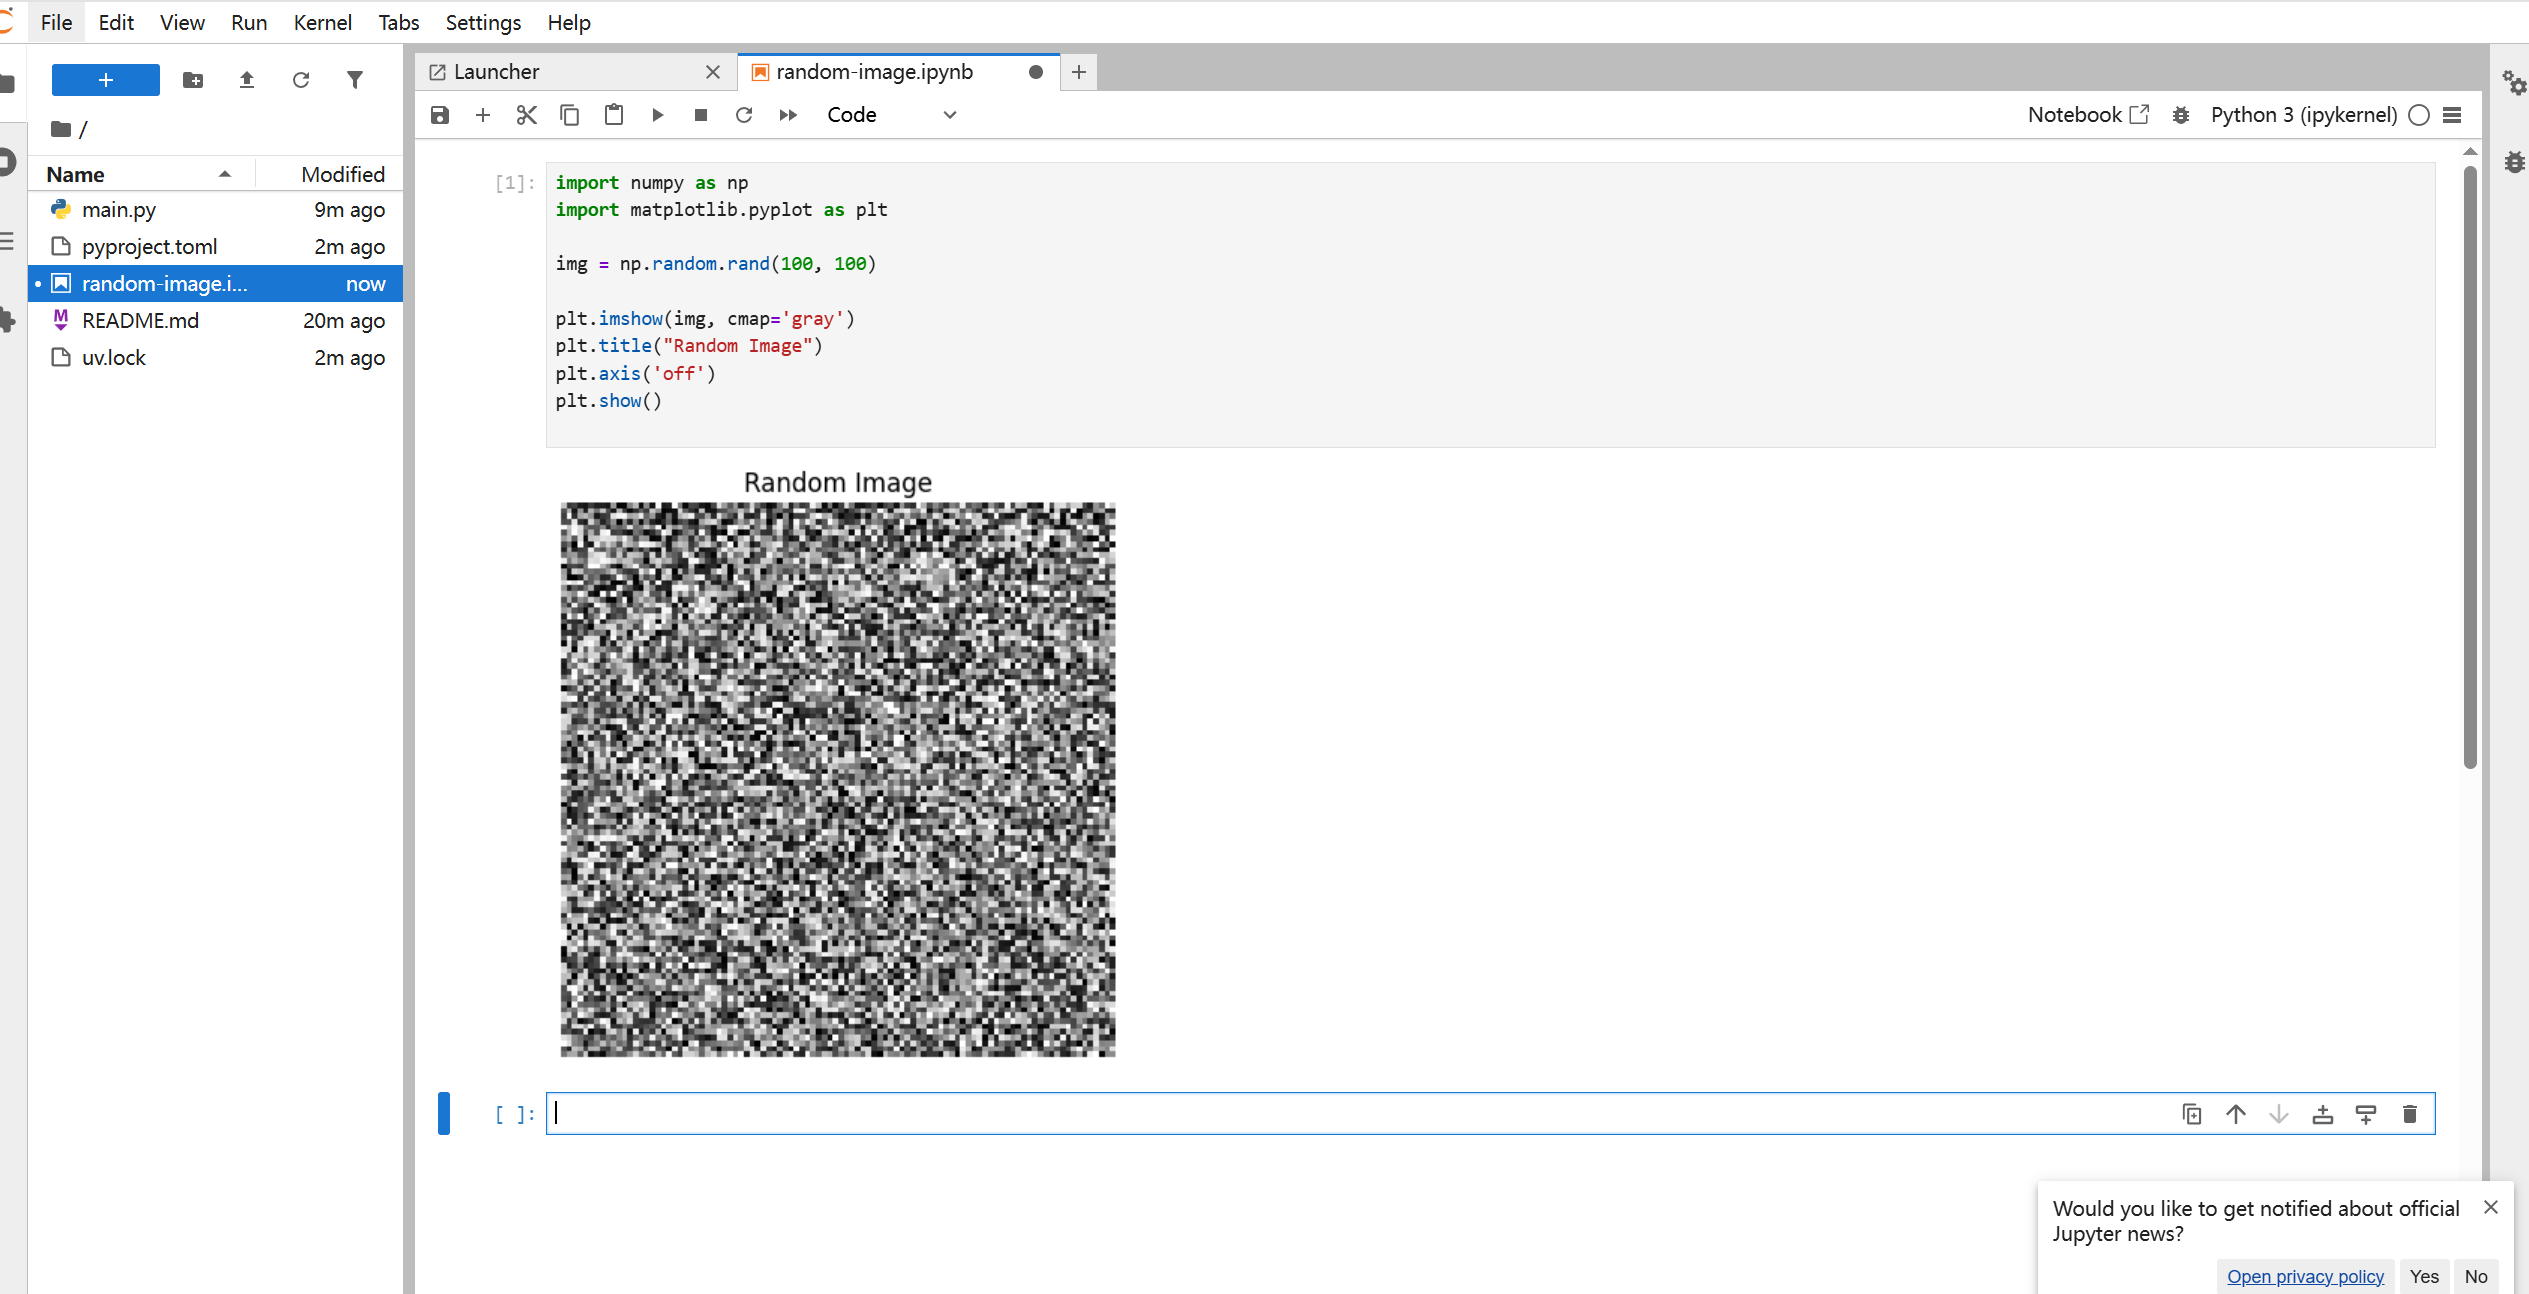 File Edit View Run Kernel Tabs Settings Help
Launcher random-image.ipynb
Code Notebook Python 3 (ipykernel)
/
Name Modified
main.py 9m ago
pyproject.toml 2m ago
random-image.i... now
README.md 20m ago
uv.lock 2m ago
[1]:
import numpy as np
import matplotlib.pyplot as plt
img = np.random.rand(100, 100)
plt.imshow(img, cmap='gray')
plt.title("Random Image")
plt.axis('off')
plt.show()
Random Image
[ ]:
Would you like to get notified about official
Jupyter news?
Open privacy policy Yes No